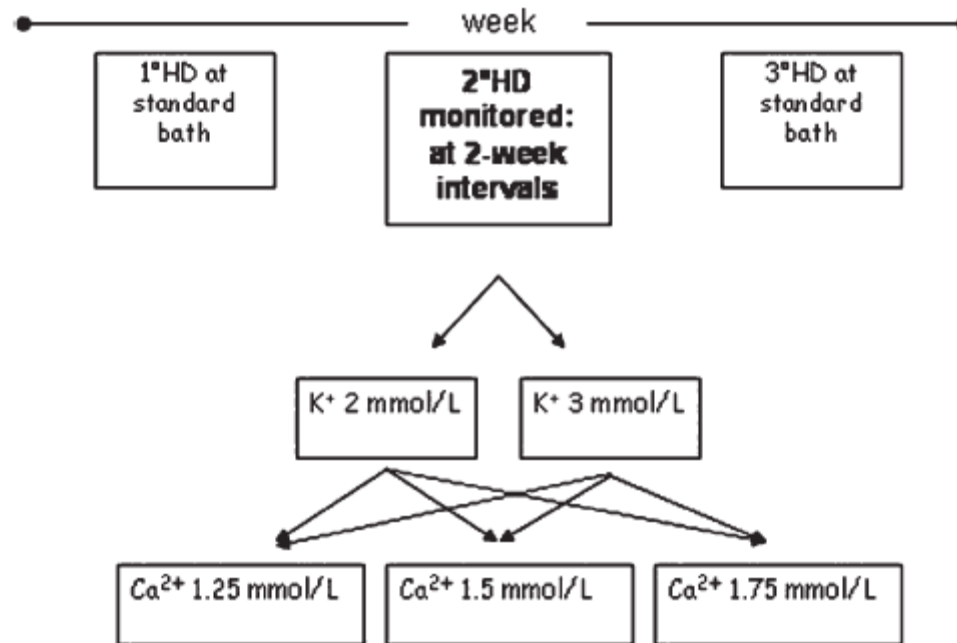 week
1°HD at
standard
bath
2°HD
monitored:
at 2-week
intervals
3°HD at
standard
bath
K⁺ 2 mmol/L
K⁺ 3 mmol/L
Ca²⁺ 1.25 mmol/L
Ca²⁺ 1.5 mmol/L
Ca²⁺ 1.75 mmol/L